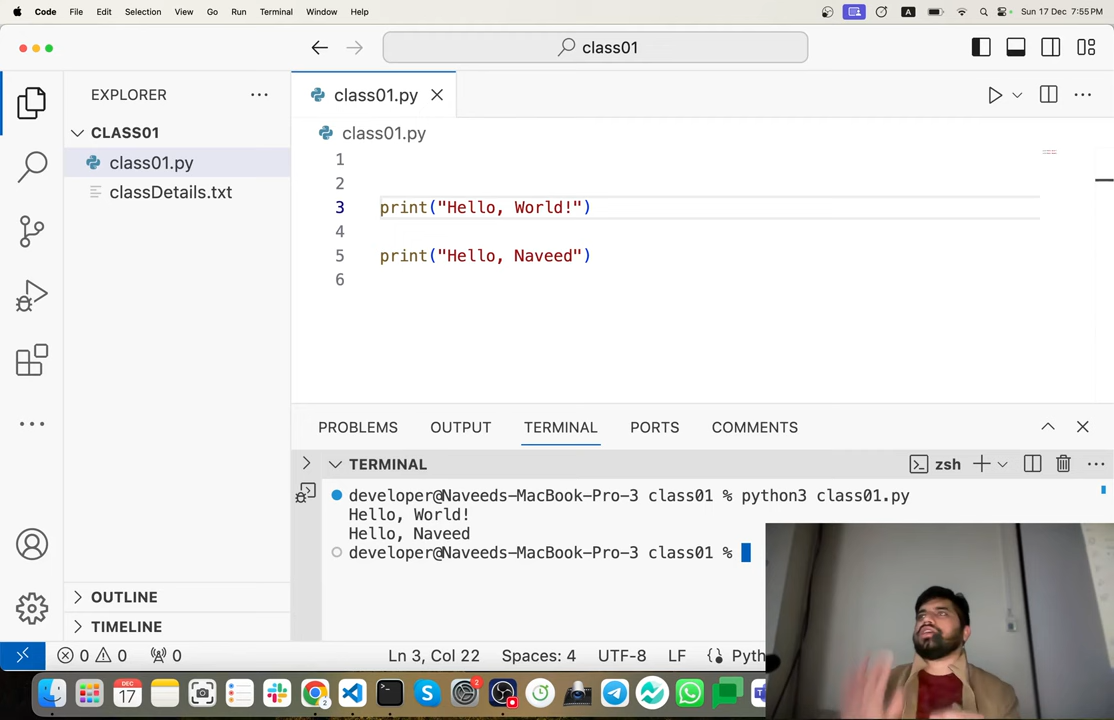 Code File Edit Selection View Go Run Terminal Window Help A Sun 17 Dec 7:55PM
class01
EXPLORER
class01.py
CLASS01
class01.py
class01.py
classDetails.txt
1
2
3 print("Hello, World!")
4
5 print("Hello, Naveed")
6
PROBLEMS OUTPUT TERMINAL PORTS COMMENTS
TERMINAL
zsh
developer@Naveeds-MacBook-Pro-3 class01 % python3 class01.py
Hello, World!
Hello, Naveed
developer@Naveeds-MacBook-Pro-3 class01 %
OUTLINE
TIMELINE
0 0 0 Ln 3, Col 22 Spaces: 4 UTF-8 LF {} Pyth
DEC
17
2
2